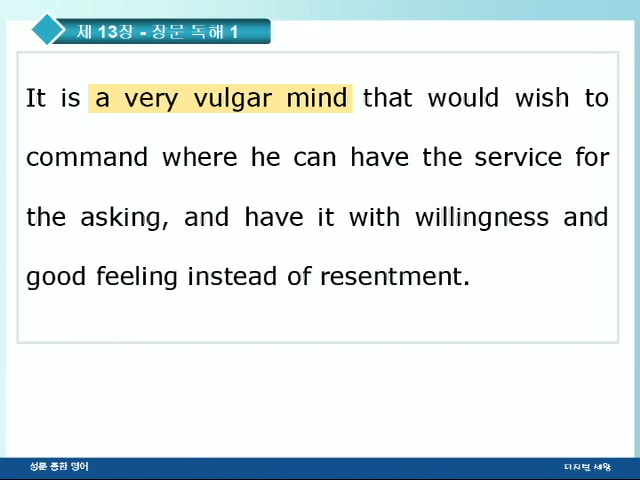 제 13장 - 장문 독해 1
It is a very vulgar mind that would wish to
command where he can have the service for
the asking, and have it with willingness and
good feeling instead of resentment.
성문 종합 영어
디지털 세왕